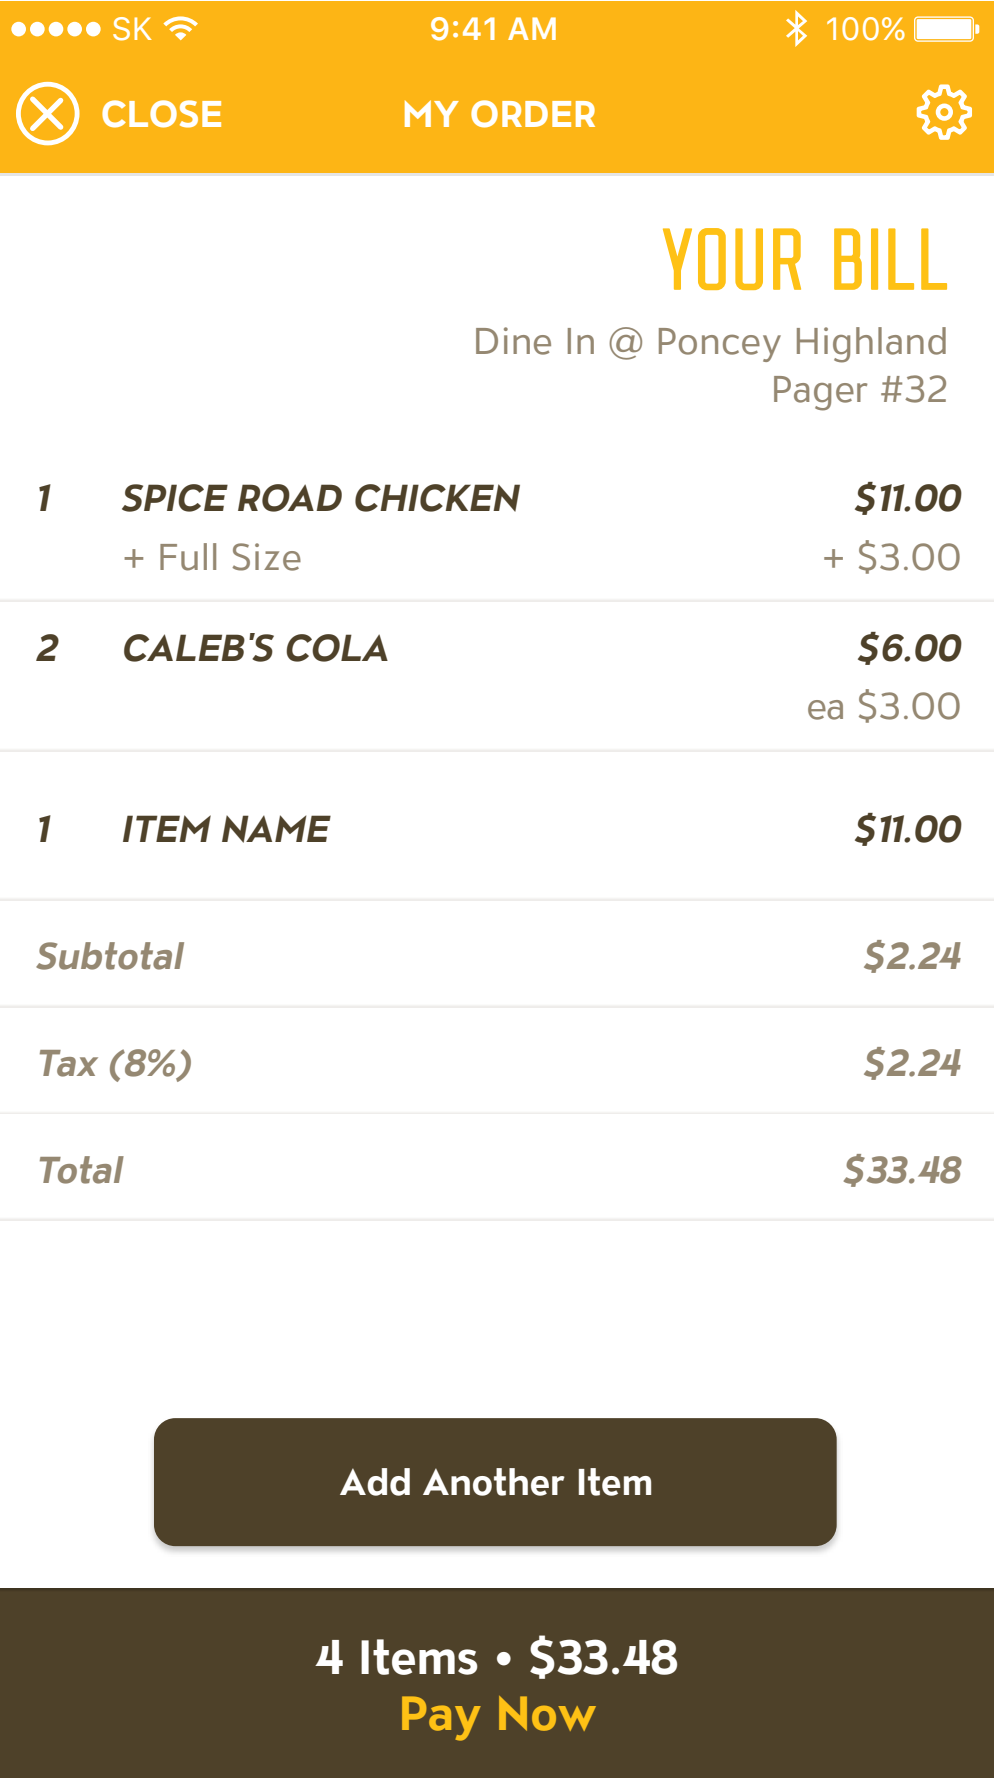 SK 9:41 AM 100%
CLOSE MY ORDER
YOUR BILL
Dine In @ Poncey Highland
Pager #32
1 SPICE ROAD CHICKEN $11.00
+ Full Size + $3.00
2 CALEB'S COLA $6.00
ea $3.00
1 ITEM NAME $11.00
Subtotal $2.24
Tax (8%) $2.24
Total $33.48
Add Another Item
4 Items • $33.48
Pay Now